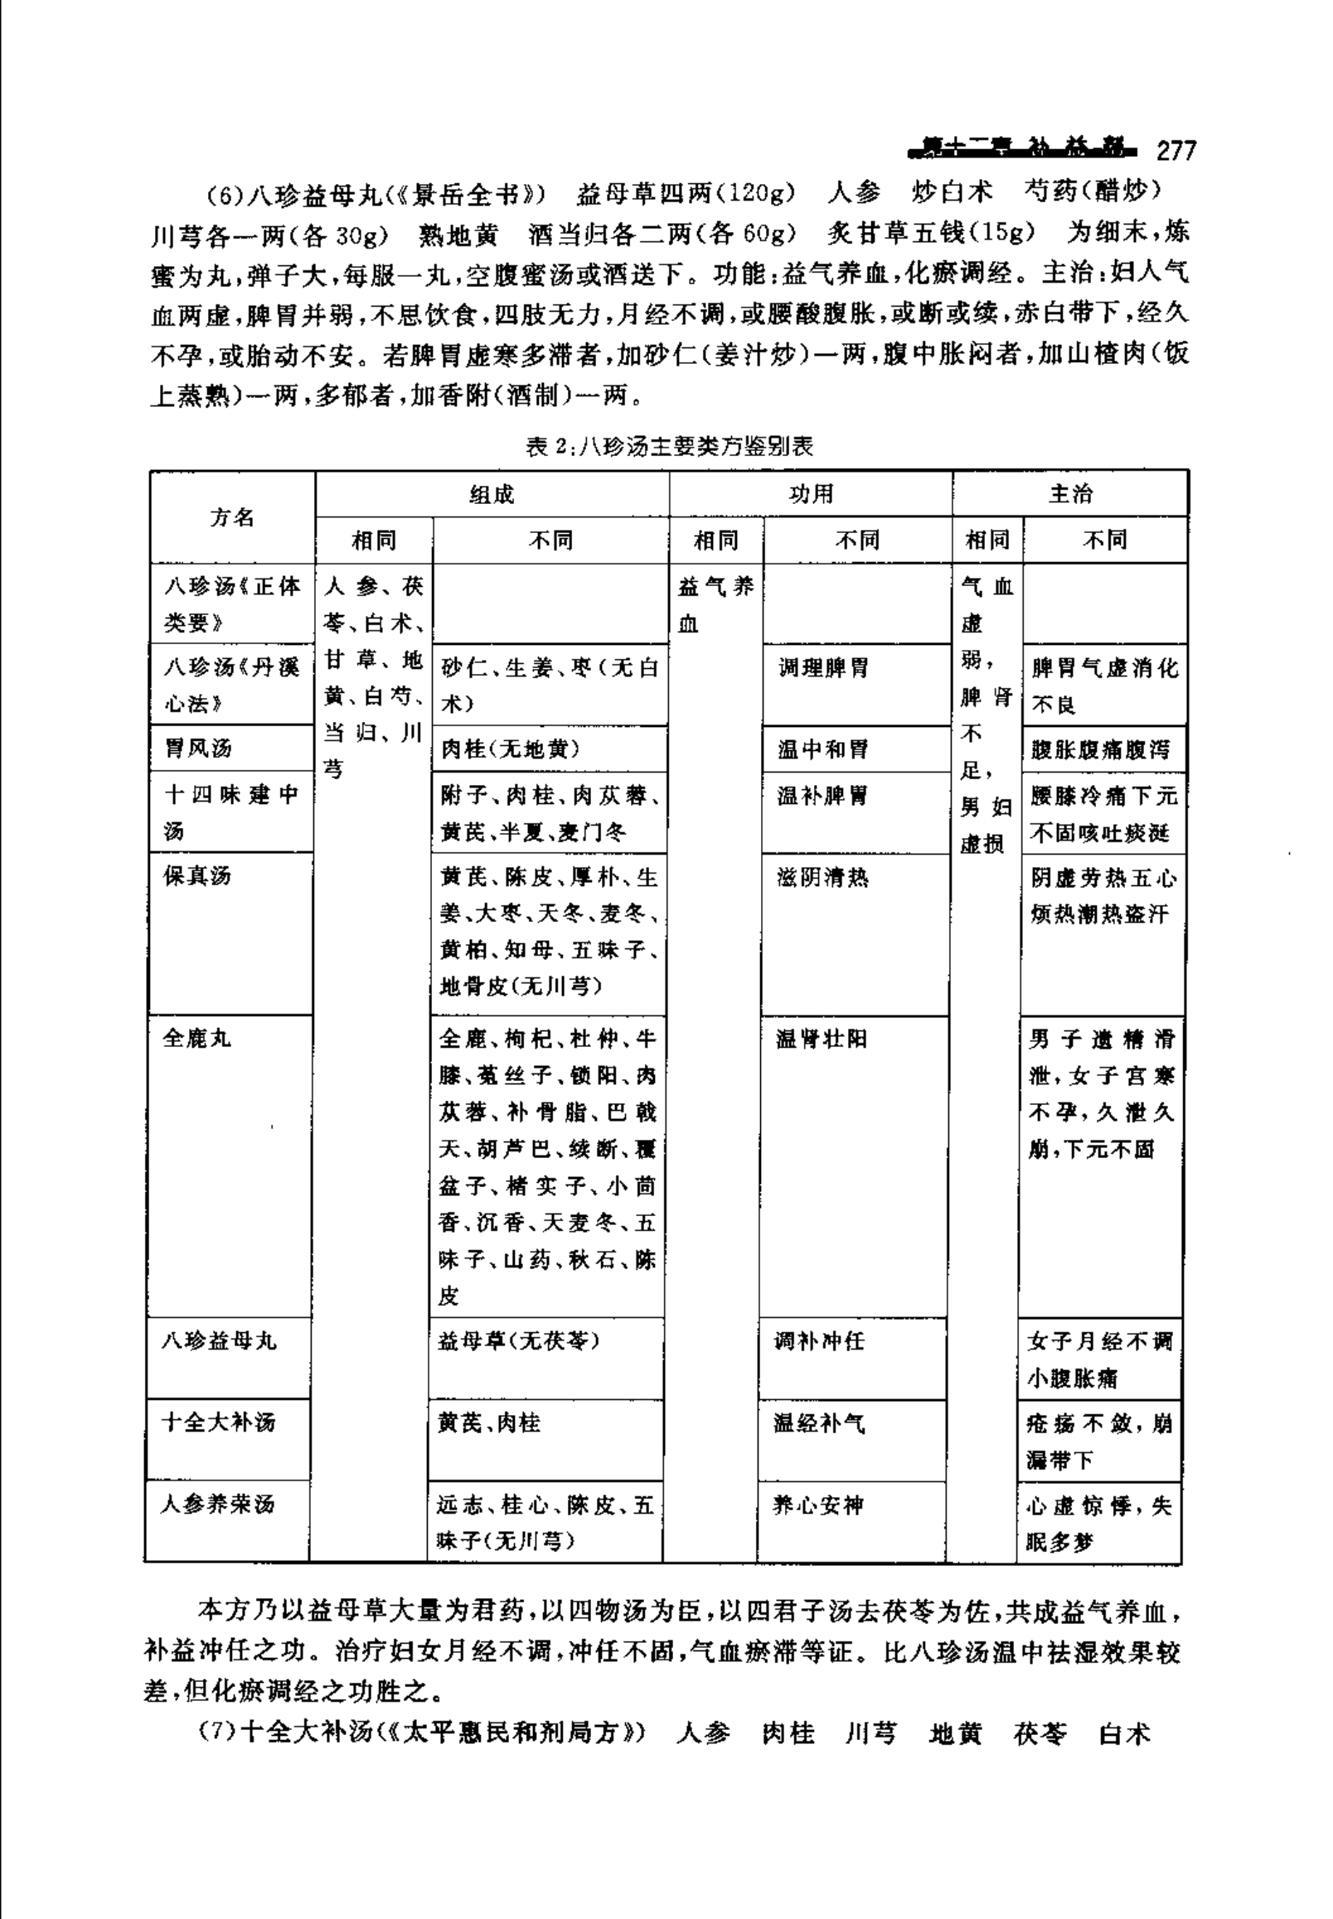 第十二章 补益剂 277
(6)八珍益母丸(《景岳全书》) 益母草四两(120g) 人参 炒白术 芍药(醋炒)
川芎各一两(各30g) 熟地黄 酒当归各二两(各60g) 炙甘草五钱(15g) 为细末,炼
蜜为丸,弹子大,每服一丸,空腹蜜汤或酒送下。功能:益气养血,化瘀调经。主治:妇人气
血两虚,脾胃并弱,不思饮食,四肢无力,月经不调,或腰酸腹胀,或断或续,赤白带下,经久
不孕,或胎动不安。若脾胃虚寒多滞者,加砂仁(姜汁炒)一两,腹中胀闷者,加山楂肉(饭
上蒸熟)一两,多郁者,加香附(酒制)一两。
表2:八珍汤主要类方鉴别表
方名 组成 功用 主治
相同 不同 相同 不同 相同 不同
八珍汤《正体
类要》
人参、茯
苓、白术、
甘草、地
黄、白芍、
当归、川
芎
益气养
血
气血
虚
弱,
脾肾
不
足,
男妇
虚损
八珍汤《丹溪
心法》
砂仁、生姜、枣(无白
术)
调理脾胃
脾胃气虚消化
不良
胃风汤
肉桂(无地黄)
温中和胃
腹胀腹痛腹泻
十四味建中
汤
附子、肉桂、肉苁蓉、
黄芪、半夏、麦门冬
温补脾胃
腰膝冷痛下元
不固咳吐痰涎
保真汤
黄芪、陈皮、厚朴、生
姜、大枣、天冬、麦冬、
黄柏、知母、五味子、
地骨皮(无川芎)
滋阴清热
阴虚劳热五心
烦热潮热盗汗
全鹿丸
全鹿、枸杞、杜仲、牛
膝、菟丝子、锁阳、肉
苁蓉、补骨脂、巴戟
天、胡芦巴、续断、覆
盆子、楮实子、小茴
香、沉香、天麦冬、五
味子、山药、秋石、陈
皮
温肾壮阳
男子遗精滑
泄,女子宫寒
不孕,久泄久
崩,下元不固
八珍益母丸
益母草(无茯苓)
调补冲任
女子月经不调
小腹胀痛
十全大补汤
黄芪、肉桂
温经补气
疮疡不敛,崩
漏带下
人参养荣汤
远志、桂心、陈皮、五
味子(无川芎)
养心安神
心虚惊悸,失
眠多梦
本方乃以益母草大量为君药,以四物汤为臣,以四君子汤去茯苓为佐,共成益气养血,
补益冲任之功。治疗妇女月经不调,冲任不固,气血瘀滞等证。比八珍汤温中祛湿效果较
差,但化瘀调经之功胜之。
(7)十全大补汤(《太平惠民和剂局方》) 人参 肉桂 川芎 地黄 茯苓 白术